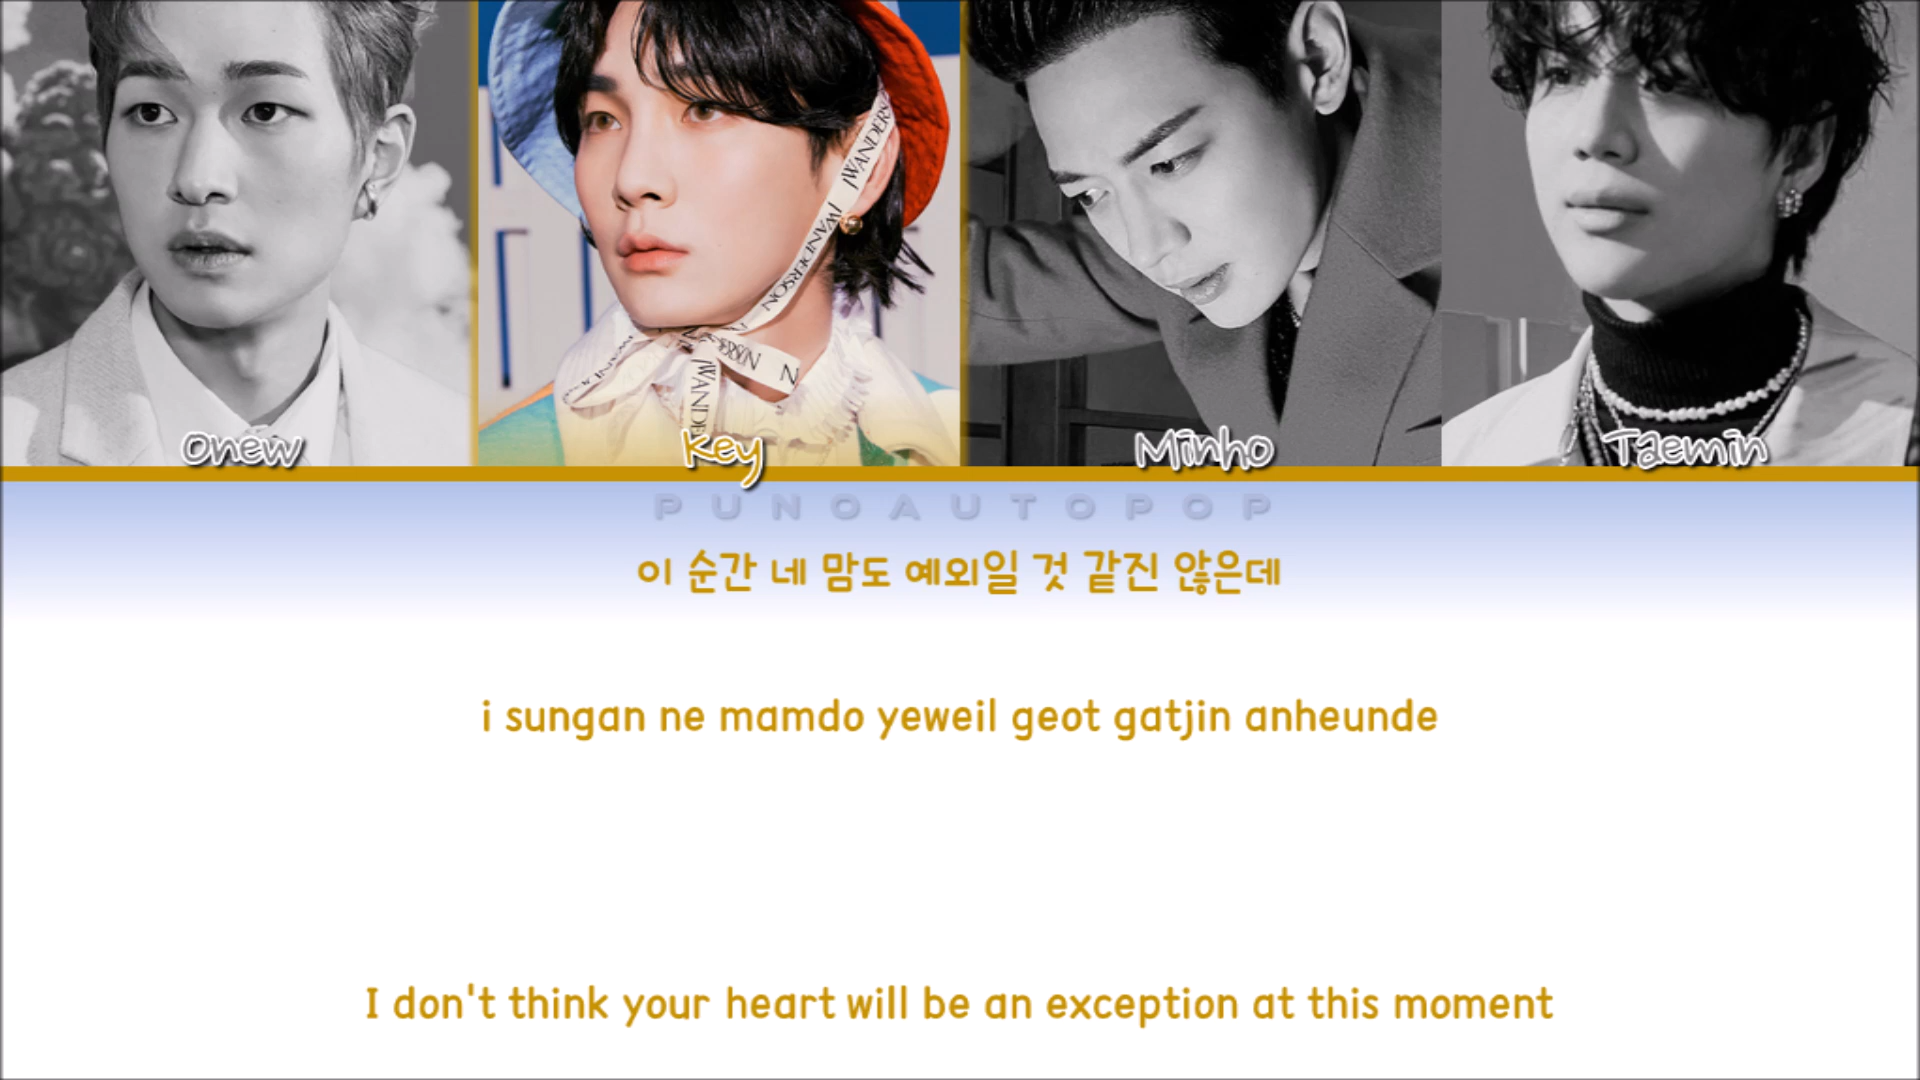 Onew Key Minho Taemin
PUNOAUTOPOP
이 순간 네 맘도 예외일 것 같진 않은데
i sungan ne mamdo yeweil geot gatjin anheunde
I don't think your heart will be an exception at this moment
JWANDERSON